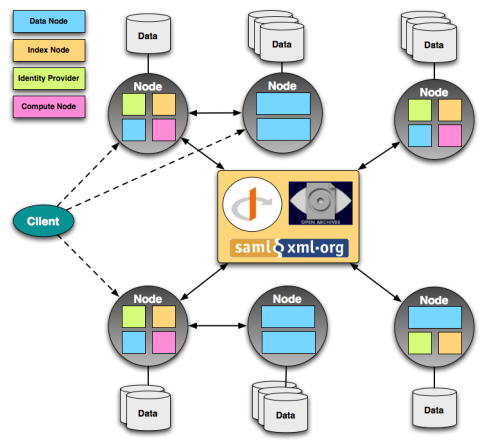 Data Node
Index Node
Identity Provider
Compute Node
Data
Data
Data
Node
Node
Node
Client
OPEN ARCHIVES
saml xml·org
Node
Node
Node
Data
Data
Data